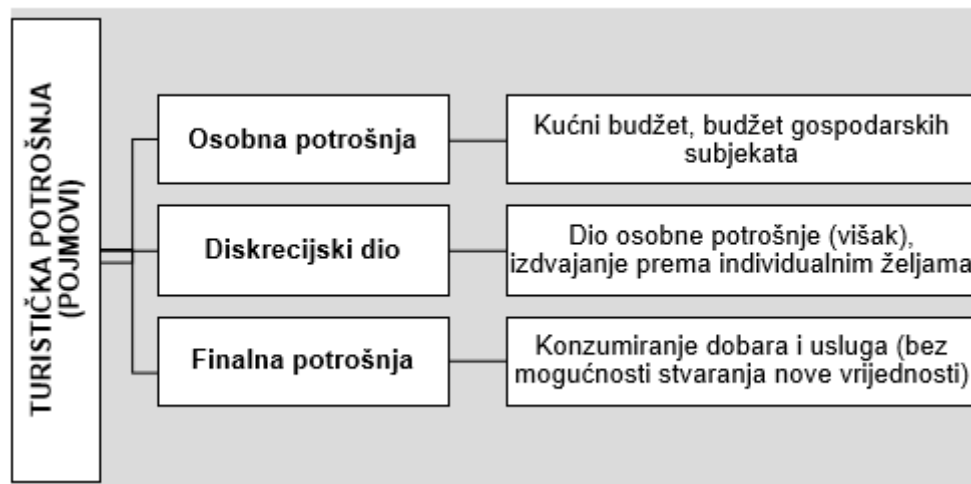 TURISTIČKA POTROŠNJA
(POJMOVI)
Osobna potrošnja
Kućni budžet, budžet gospodarskih
subjekata
Diskrecijski dio
Dio osobne potrošnje (višak),
izdvajanje prema individualnim željama
Finalna potrošnja
Konzumiranje dobara i usluga (bez
mogućnosti stvaranja nove vrijednosti)